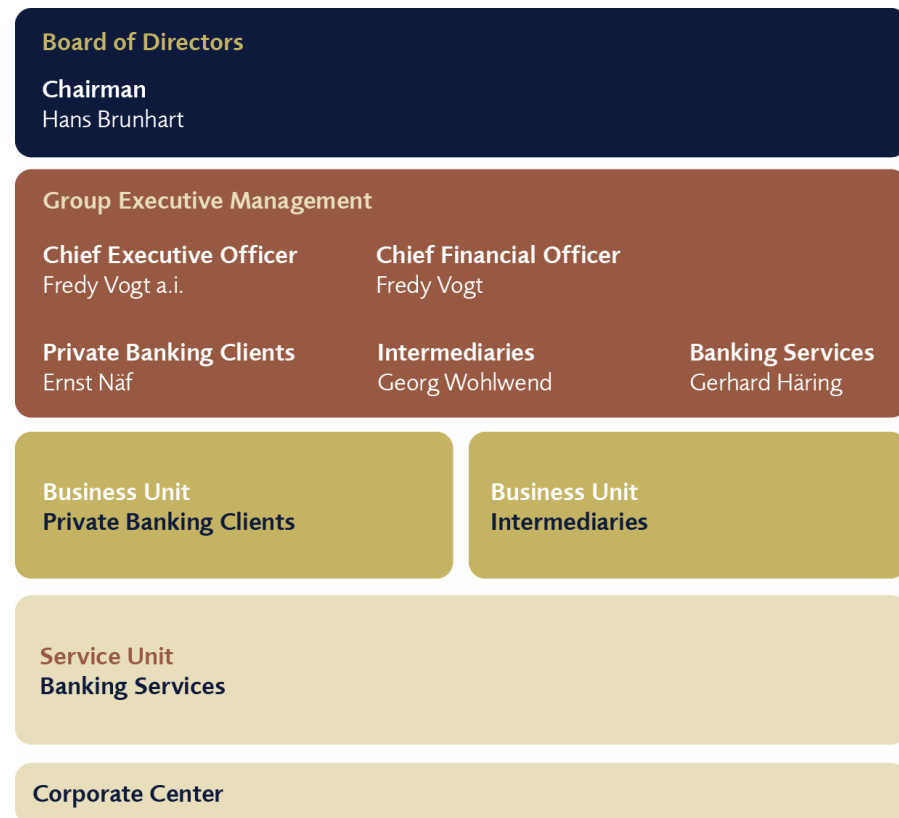 Board of Directors
Chairman
Hans Brunhart
Group Executive Management
Chief Executive Officer
Fredy Vogt a.i.
Chief Financial Officer
Fredy Vogt
Private Banking Clients
Ernst Näf
Intermediaries
Georg Wohlwend
Banking Services
Gerhard Häring
Business Unit
Private Banking Clients
Business Unit
Intermediaries
Service Unit
Banking Services
Corporate Center